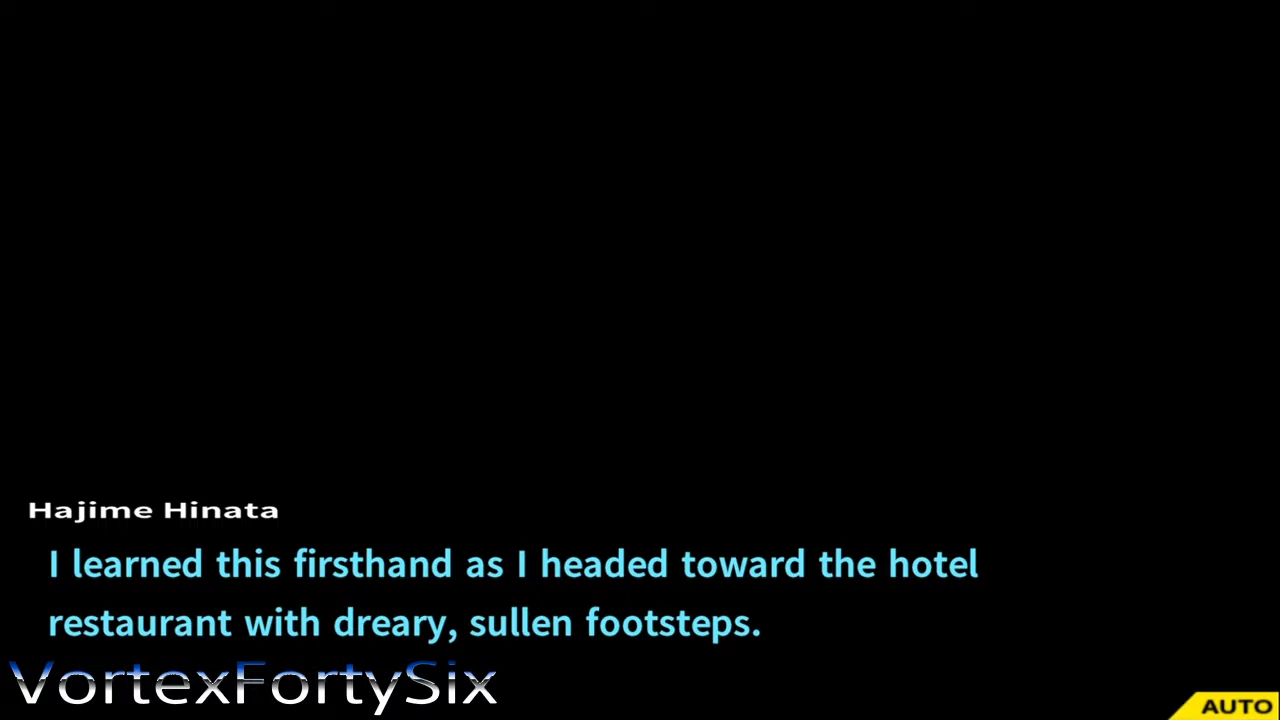 Hajime Hinata
I learned this firsthand as I headed toward the hotel
restaurant with dreary, sullen footsteps.
VortexFortySix
AUTO